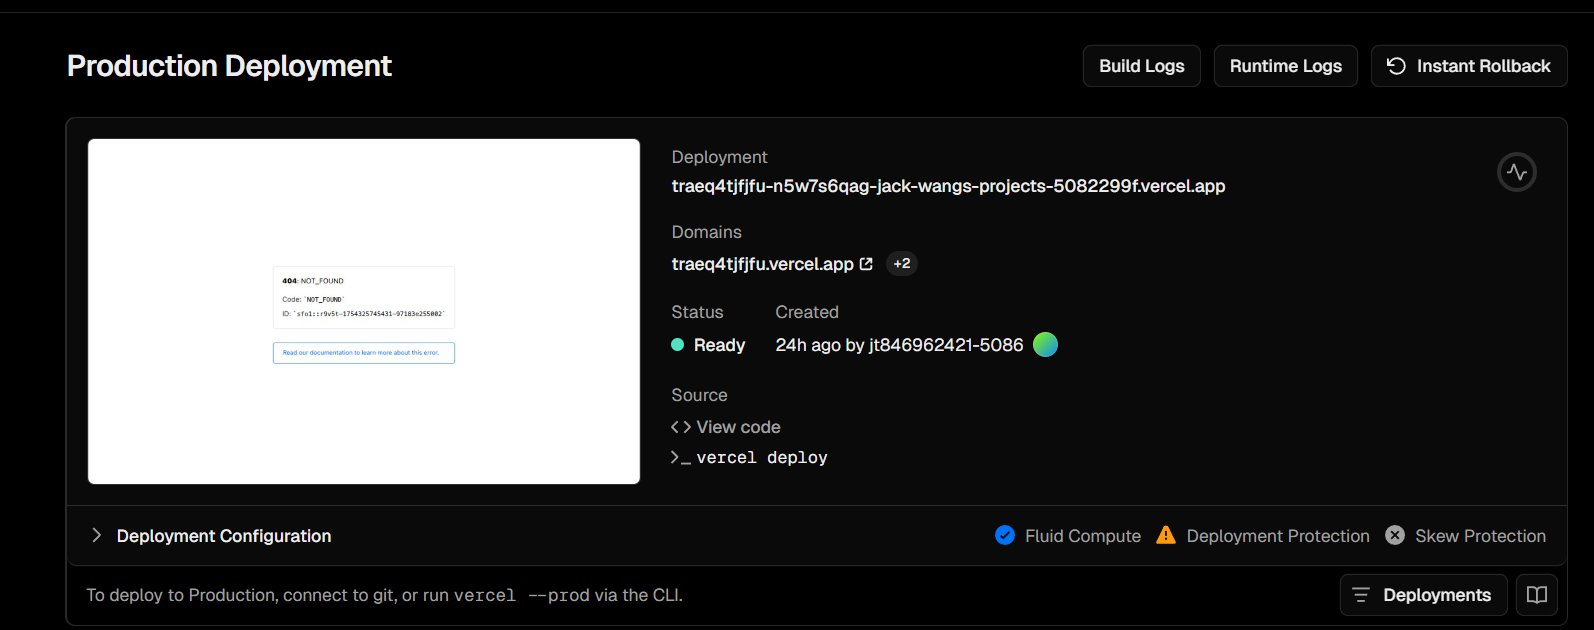 Production Deployment
Build Logs
Runtime Logs
Instant Rollback
404: NOT_FOUND
Code: `NOT_FOUND`
ID: `sfo1::r9v5t-1754325745431-97183e255002`
Read our documentation to learn more about this error.
Deployment
traeq4tjfjfu-n5w7s6qag-jack-wangs-projects-5082299f.vercel.app
Domains
traeq4tjfjfu.vercel.app +2
Status Created
Ready 24h ago by jt846962421-5086
Source
View code
>_ vercel deploy
Deployment Configuration
Fluid Compute
Deployment Protection
Skew Protection
To deploy to Production, connect to git, or run vercel --prod via the CLI.
Deployments